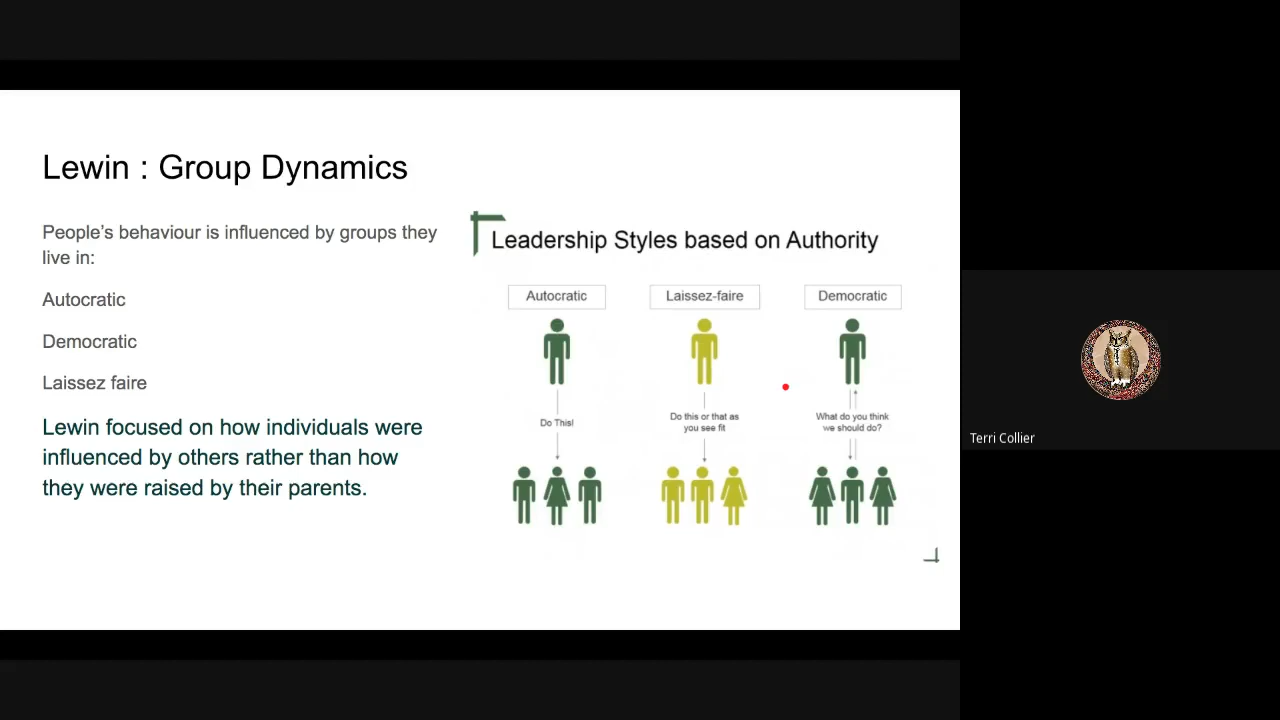 Lewin : Group Dynamics
People’s behaviour is influenced by groups they
live in:
Autocratic
Democratic
Laissez faire
Lewin focused on how individuals were
influenced by others rather than how
they were raised by their parents.
Leadership Styles based on Authority
Autocratic
Laissez-faire
Democratic
Do This!
Do this or that as
you see fit
What do you think
we should do?
Terri Collier